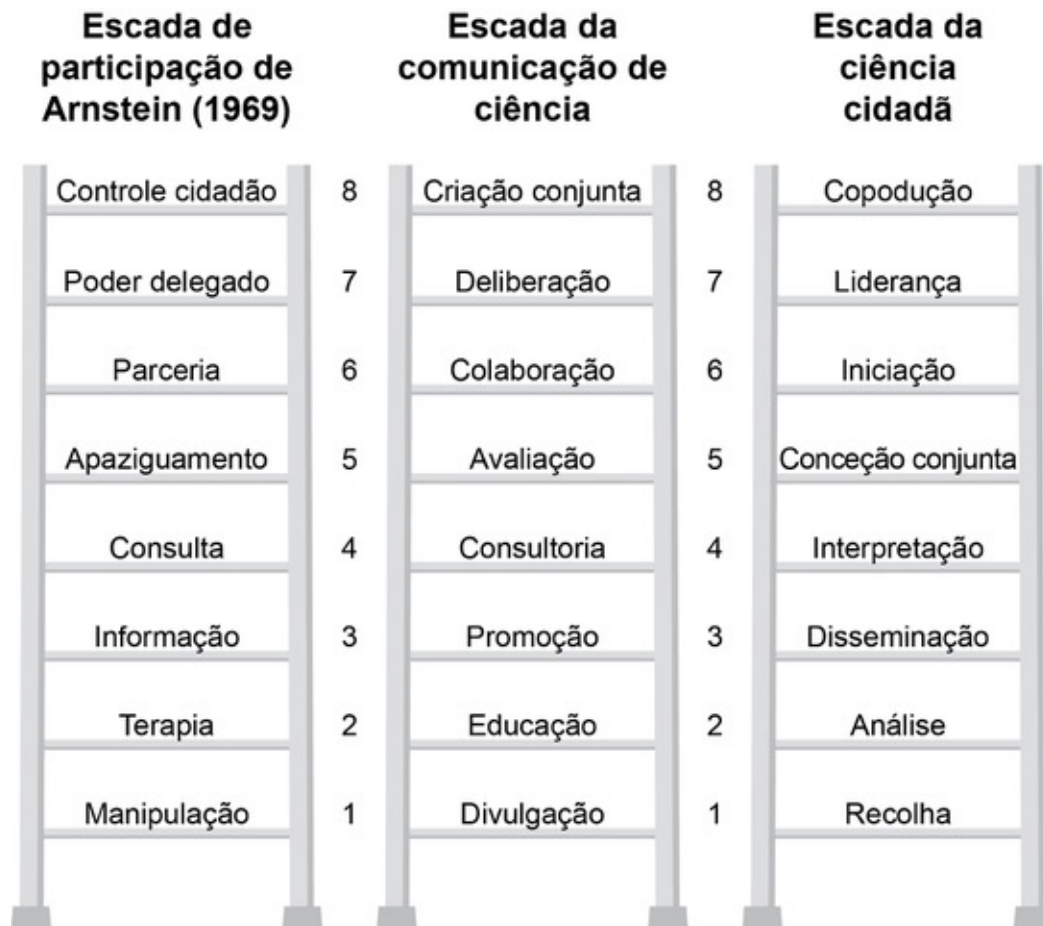 Escada de
participação de
Arnstein (1969)
Escada da
comunicação de
ciência
Escada da
ciência
cidadã
Controle cidadão 8 Criação conjunta 8 Copodução
Poder delegado 7 Deliberação 7 Liderança
Parceria 6 Colaboração 6 Iniciação
Apaziguamento 5 Avaliação 5 Conceção conjunta
Consulta 4 Consultoria 4 Interpretação
Informação 3 Promoção 3 Disseminação
Terapia 2 Educação 2 Análise
Manipulação 1 Divulgação 1 Recolha